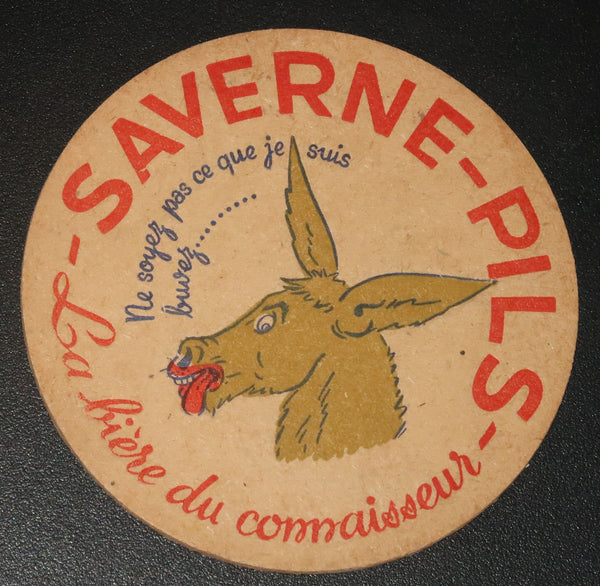 SAVERNE-PILS
Ne soyez pas ce que je suis
buvez..........
- La bière du connaisseur -